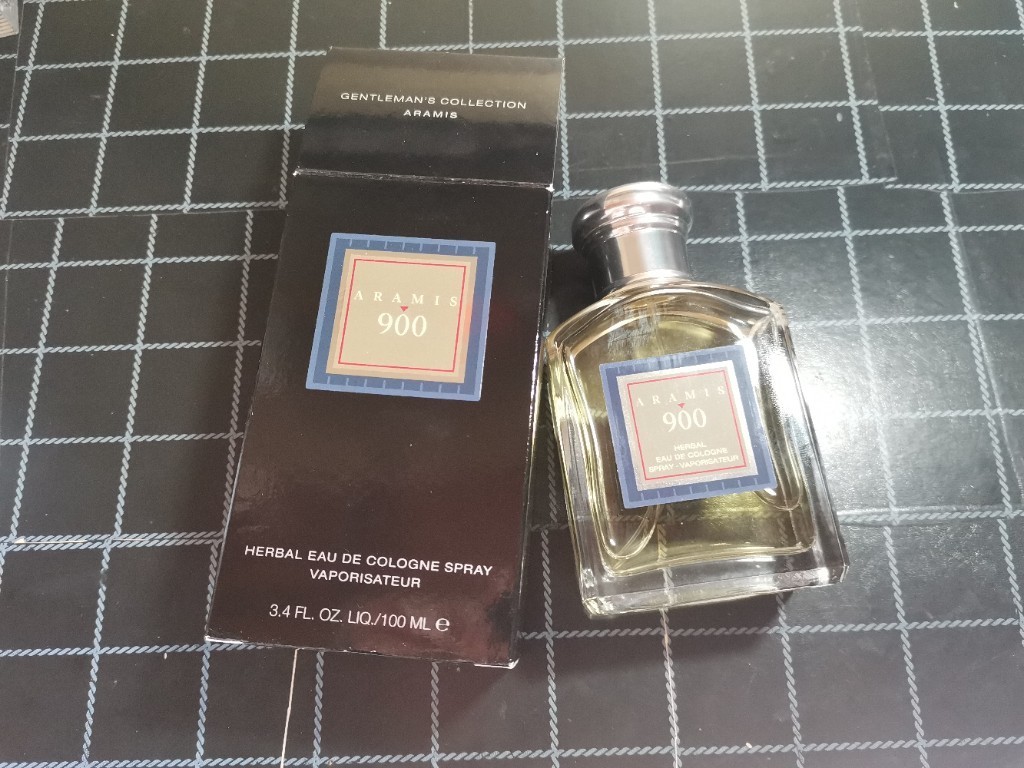 GENTLEMAN'S COLLECTION
ARAMIS
ARAMIS
900
HERBAL EAU DE COLOGNE SPRAY
VAPORISATEUR
3.4 FL. OZ. LIQ./100 ML ℮
ARAMIS
900
HERBAL
EAU DE COLOGNE
SPRAY - VAPORISATEUR